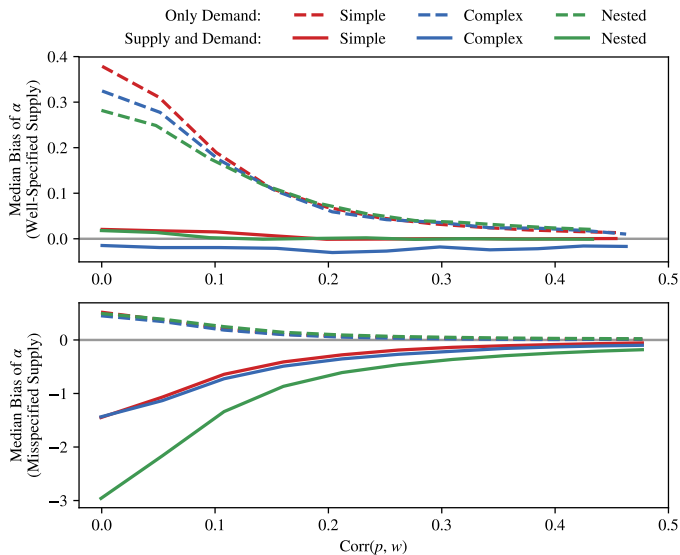 Only Demand: Simple Complex Nested
Supply and Demand: Simple Complex Nested
Median Bias of α
(Well-Specified Supply)
0.4
0.3
0.2
0.1
0.0
0.0 0.1 0.2 0.3 0.4 0.5
Median Bias of α
(Misspecified Supply)
0
−1
−2
−3
0.0 0.1 0.2 0.3 0.4 0.5
Corr(p, w)